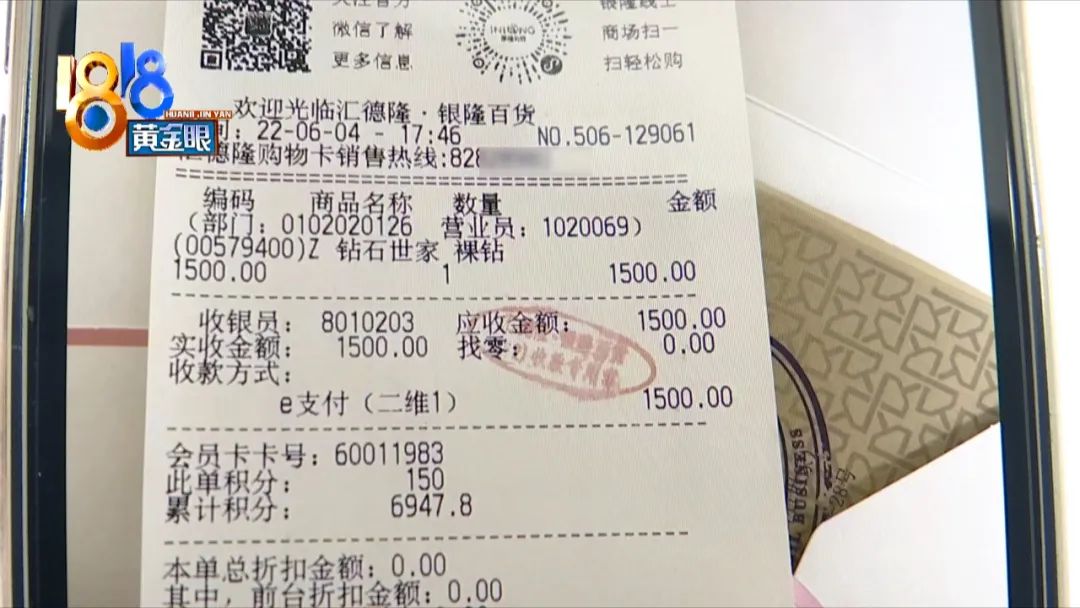 微信了解
更多信息
商场扫一
扫轻松购
1818
HUANG JIN YAN
黄金眼
欢迎光临汇德隆·银隆百货
: 22-06-04 - 17:46 NO.506-129061
德隆购物卡销售热线:828
编码 商品名称 数量 金额
(部门: 0102020126 营业员: 1020069)
(00579400)Z 钻石世家 裸钻
1500.00 1 1500.00
收银员: 8010203 应收金额: 1500.00
实收金额: 1500.00 找零: 0.00
收款方式:
e支付(二维1) 1500.00
会员卡卡号: 60011983
此单积分: 150
累计积分: 6947.8
本单总折扣金额: 0.00
其中, 前台折扣金额: 0.00
BUSINESS